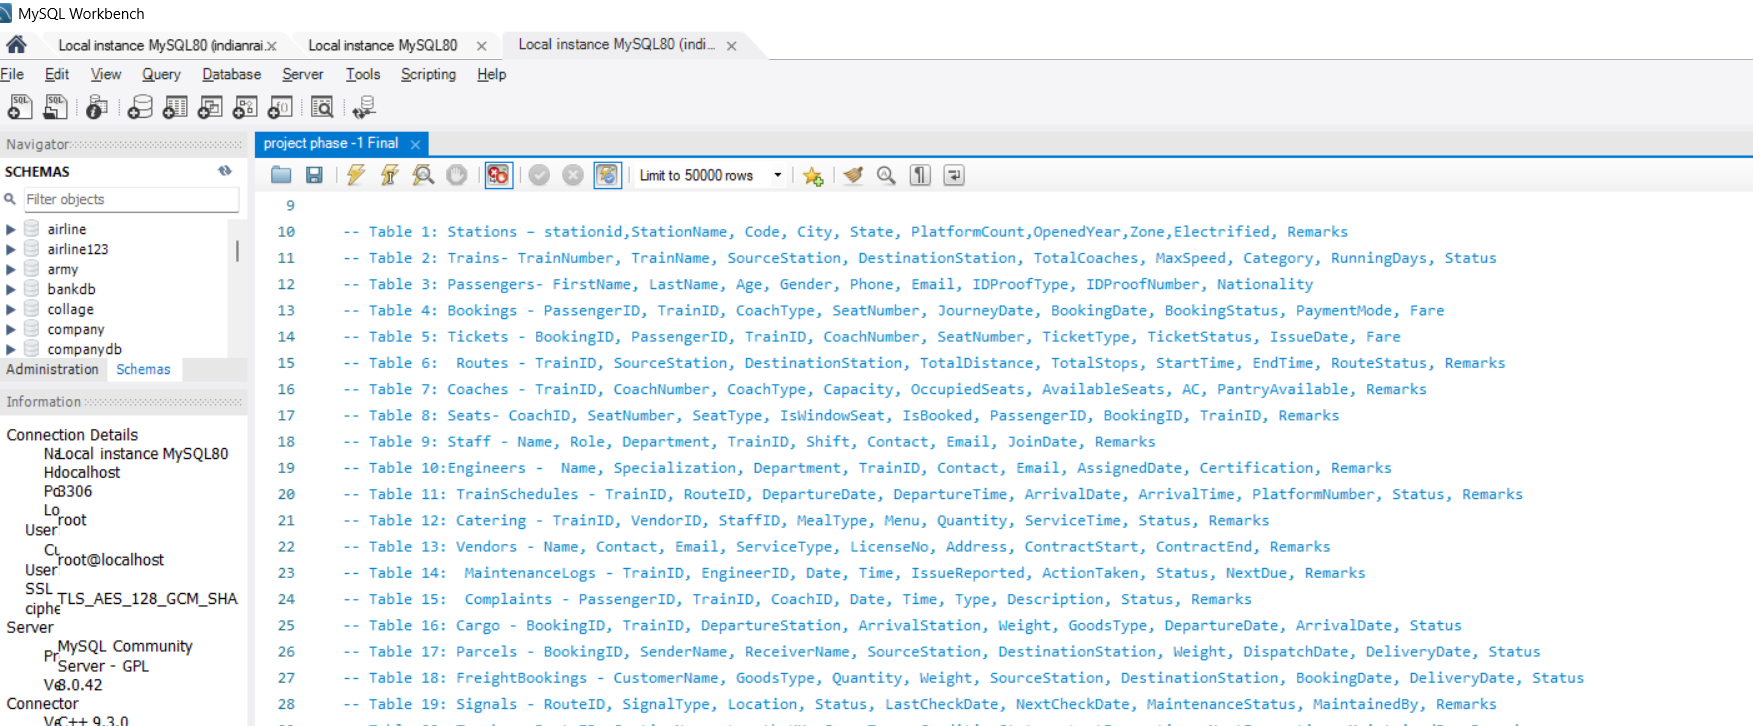 MySQL Workbench
Local instance MySQL80 (indianrai. Local instance MySQL80 Local instance MySQL80 (indi...
File Edit View Query Database Server Tools Scripting Help
Navigator
project phase -1 Final
SCHEMAS
Limit to 50000 rows
Filter objects
airline
airline123
army
bankdb
collage
company
companydb
Administration Schemas
Information
Connection Details
Local instance MySQL80
localhost
3306
root
User
root@localhost
User
SSL
TLS_AES_128_GCM_SHA
ciphe
Server
MySQL Community
Server - GPL
8.0.42
Connector
C++ 9.3.0
9
10 -- Table 1: Stations – stationid,StationName, Code, City, State, PlatformCount,OpenedYear,Zone,Electrified, Remarks
11 -- Table 2: Trains- TrainNumber, TrainName, SourceStation, DestinationStation, TotalCoaches, MaxSpeed, Category, RunningDays, Status
12 -- Table 3: Passengers- FirstName, LastName, Age, Gender, Phone, Email, IDProofType, IDProofNumber, Nationality
13 -- Table 4: Bookings - PassengerID, TrainID, CoachType, SeatNumber, JourneyDate, BookingDate, BookingStatus, PaymentMode, Fare
14 -- Table 5: Tickets - BookingID, PassengerID, TrainID, CoachNumber, SeatNumber, TicketType, TicketStatus, IssueDate, Fare
15 -- Table 6: Routes - TrainID, SourceStation, DestinationStation, TotalDistance, TotalStops, StartTime, EndTime, RouteStatus, Remarks
16 -- Table 7: Coaches - TrainID, CoachNumber, CoachType, Capacity, OccupiedSeats, AvailableSeats, AC, PantryAvailable, Remarks
17 -- Table 8: Seats- CoachID, SeatNumber, SeatType, IsWindowSeat, IsBooked, PassengerID, BookingID, TrainID, Remarks
18 -- Table 9: Staff - Name, Role, Department, TrainID, Shift, Contact, Email, JoinDate, Remarks
19 -- Table 10:Engineers - Name, Specialization, Department, TrainID, Contact, Email, AssignedDate, Certification, Remarks
20 -- Table 11: TrainSchedules - TrainID, RouteID, DepartureDate, DepartureTime, ArrivalDate, ArrivalTime, PlatformNumber, Status, Remarks
21 -- Table 12: Catering - TrainID, VendorID, StaffID, MealType, Menu, Quantity, ServiceTime, Status, Remarks
22 -- Table 13: Vendors - Name, Contact, Email, ServiceType, LicenseNo, Address, ContractStart, ContractEnd, Remarks
23 -- Table 14: MaintenanceLogs - TrainID, EngineerID, Date, Time, IssueReported, ActionTaken, Status, NextDue, Remarks
24 -- Table 15: Complaints - PassengerID, TrainID, CoachID, Date, Time, Type, Description, Status, Remarks
25 -- Table 16: Cargo - BookingID, TrainID, DepartureStation, ArrivalStation, Weight, GoodsType, DepartureDate, ArrivalDate, Status
26 -- Table 17: Parcels - BookingID, SenderName, ReceiverName, SourceStation, DestinationStation, Weight, DispatchDate, DeliveryDate, Status
27 -- Table 18: FreightBookings - CustomerName, GoodsType, Quantity, Weight, SourceStation, DestinationStation, BookingDate, DeliveryDate, Status
28 -- Table 19: Signals - RouteID, SignalType, Location, Status, LastCheckDate, NextCheckDate, MaintenanceStatus, MaintainedBy, Remarks